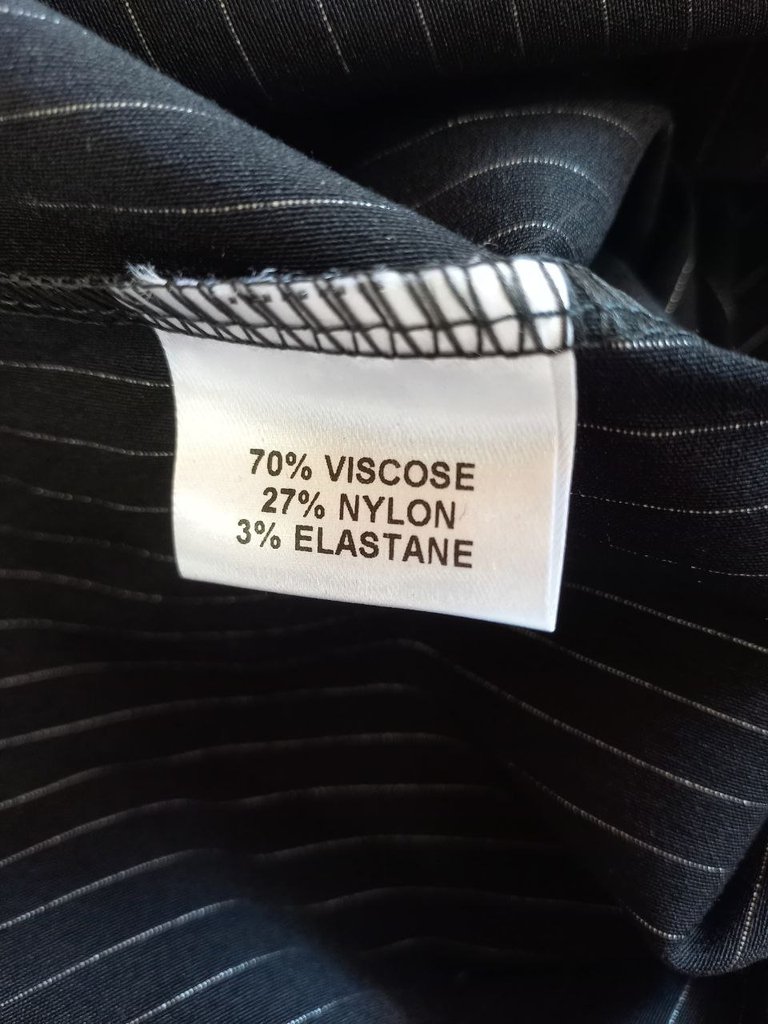 70% VISCOSE
27% NYLON
3% ELASTANE